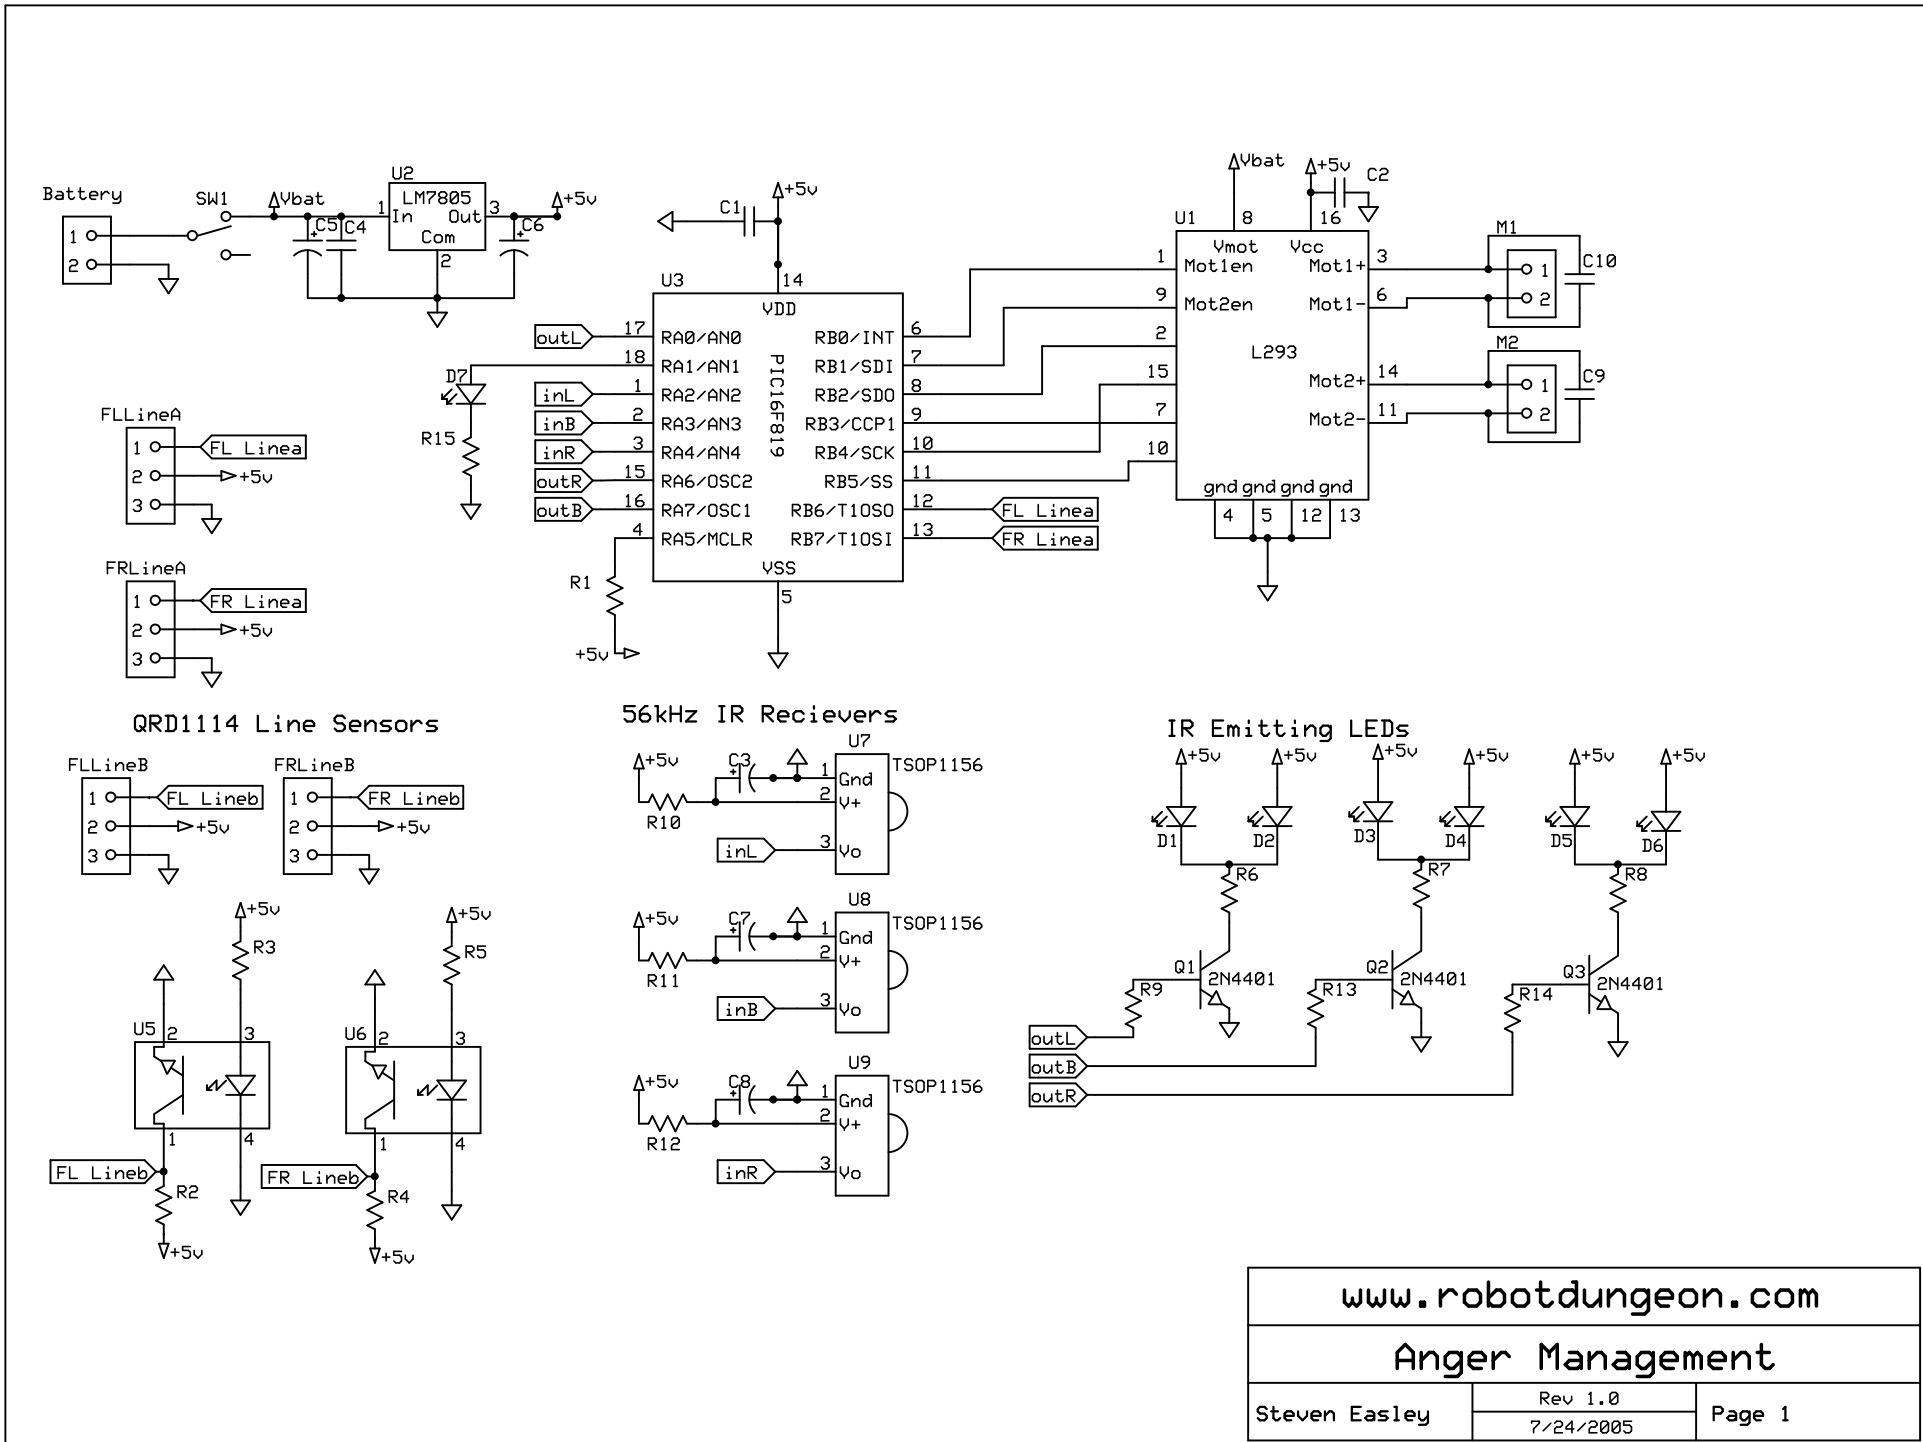 Battery
1
2
SW1
Vbat
C5
C4
U2
LM7805
1
In
Out
3
Com
2
C6
+5v
C1
+5v
14
U3
VDD
PIC16F819
outL
17
RA0/AN0
18
RA1/AN1
inL
1
RA2/AN2
inB
2
RA3/AN3
inR
3
RA4/AN4
outR
15
RA6/OSC2
outB
16
RA7/OSC1
4
RA5/MCLR
D7
R15
R1
+5v
VSS
5
RB0/INT
6
RB1/SDI
7
RB2/SDO
8
RB3/CCP1
9
RB4/SCK
10
RB5/SS
11
RB6/T1OSO
12
FL Linea
RB7/T1OSI
13
FR Linea
Vbat
+5v
C2
U1
8
16
Vmot
Vcc
1
Mot1en
9
Mot2en
2
15
7
10
L293
Mot1+
3
Mot1-
6
Mot2+
14
Mot2-
11
gnd gnd gnd gnd
4
5
12
13
M1
1
2
C10
M2
1
2
C9
FLLineA
1
FL Linea
2
+5v
3
FRLineA
1
FR Linea
2
+5v
3
QRD1114 Line Sensors
FLLineB
1
FL Lineb
2
+5v
3
FRLineB
1
FR Lineb
2
+5v
3
+5v
R3
U5
2
3
1
4
FL Lineb
R2
+5v
+5v
R5
U6
2
3
1
4
FR Lineb
R4
+5v
56kHz IR Recievers
U7
TSOP1156
+5v
C3
R10
1
Gnd
2
V+
inL
3
Vo
U8
TSOP1156
+5v
C7
R11
1
Gnd
2
V+
inB
3
Vo
U9
TSOP1156
+5v
C8
R12
1
Gnd
2
V+
inR
3
Vo
IR Emitting LEDs
+5v
+5v
+5v
+5v
+5v
+5v
D1
D2
D3
D4
D5
D6
R6
R7
R8
Q1
2N4401
Q2
2N4401
Q3
2N4401
R9
R13
R14
outL
outB
outR
www.robotdungeon.com
Anger Management
Steven Easley
Rev 1.0
7/24/2005
Page 1